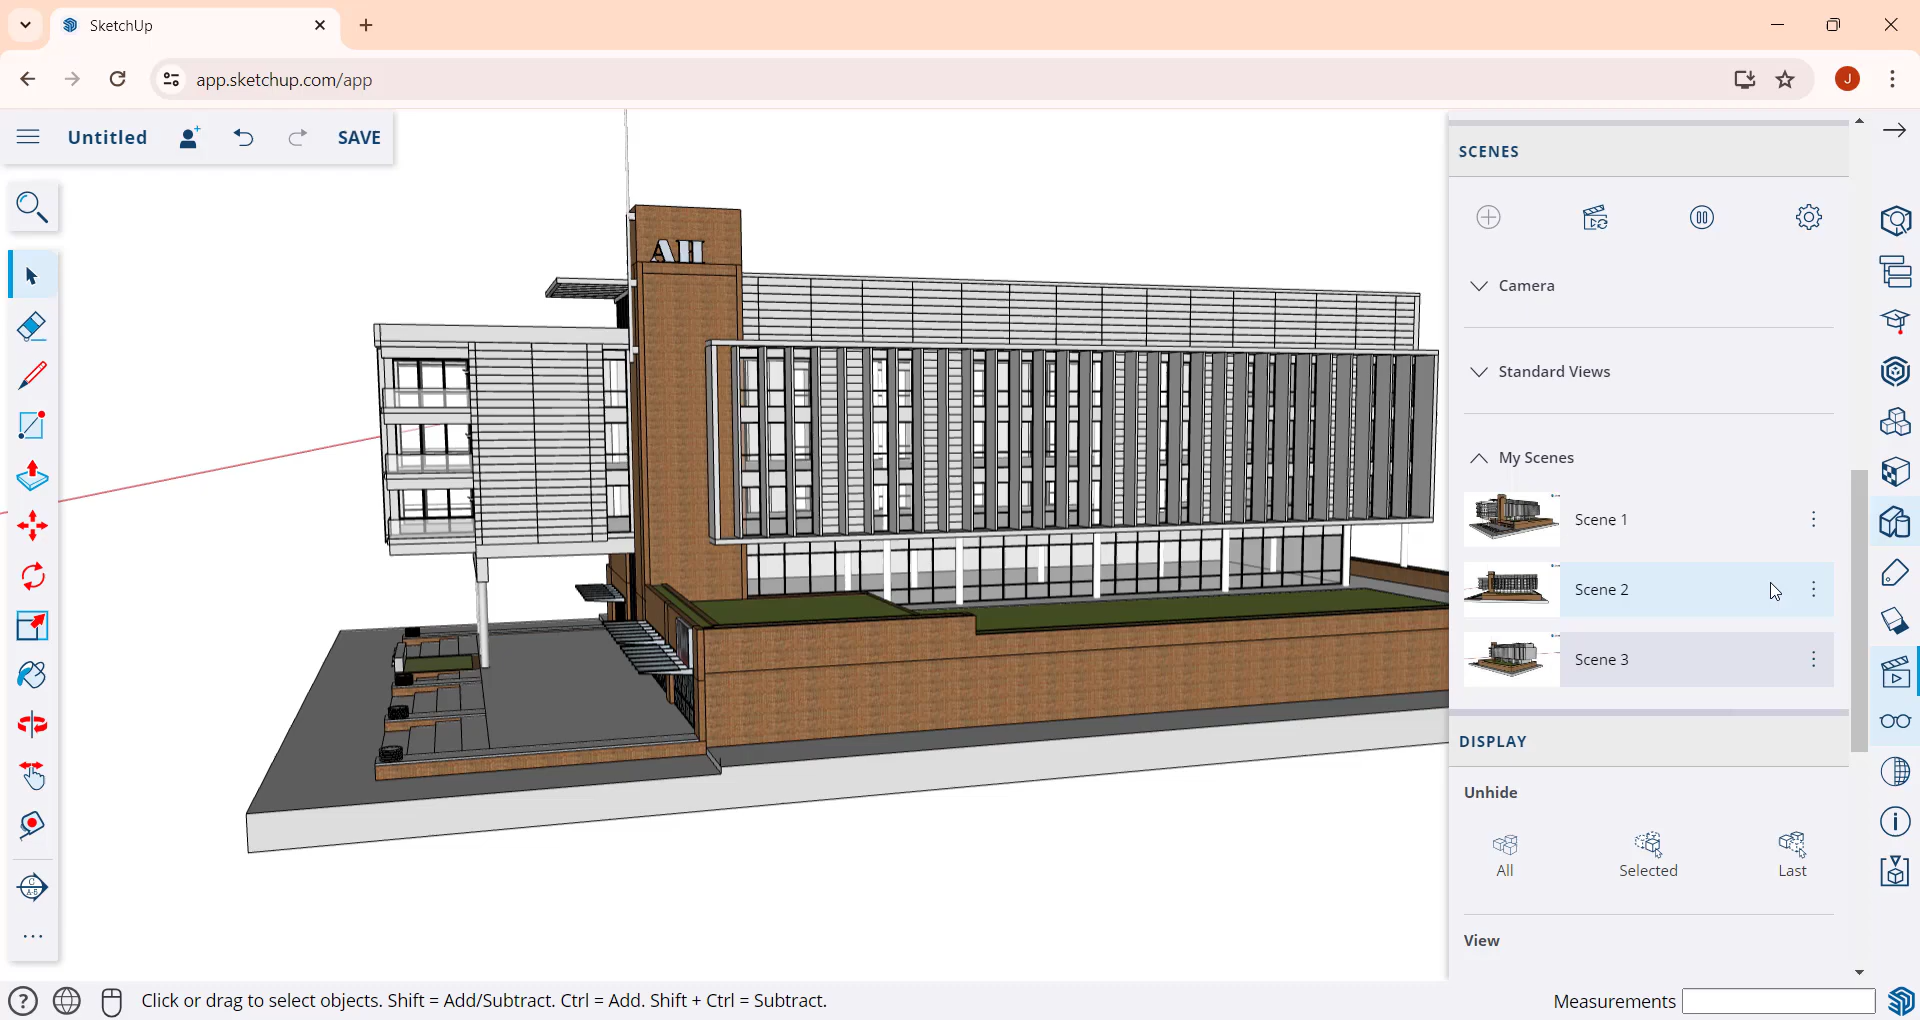 SketchUp
app.sketchup.com/app
J
Untitled
SAVE
AH
SCENES
Camera
Standard Views
My Scenes
Scene 1
Scene 2
Scene 3
DISPLAY
Unhide
All
Selected
Last
View
Click or drag to select objects. Shift = Add/Subtract. Ctrl = Add. Shift + Ctrl = Subtract.
Measurements